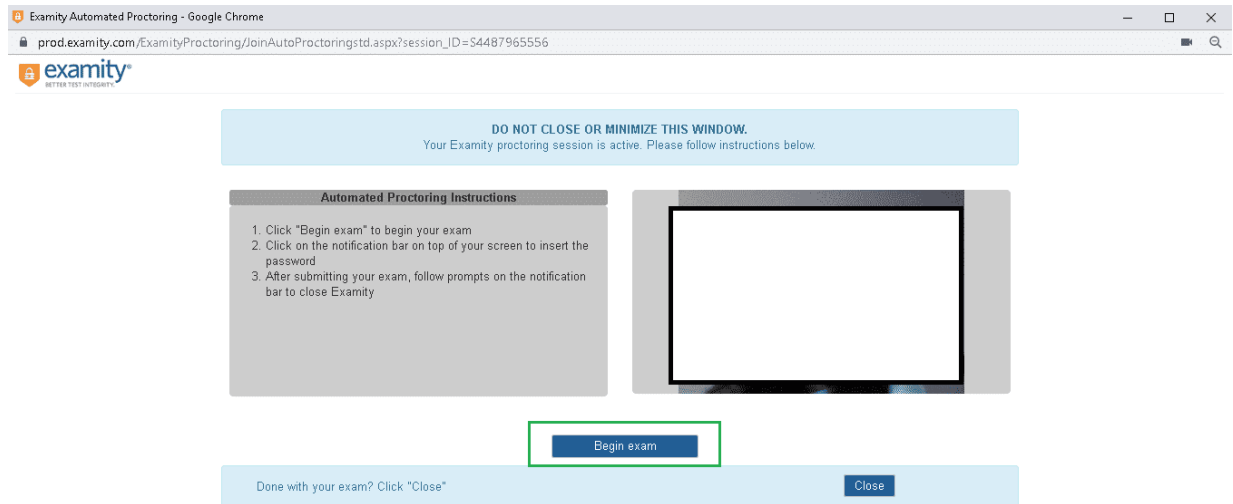 Examity Automated Proctoring - Google Chrome
prod.examity.com/ExamityProctoring/JoinAutoProctoringstd.aspx?session_ID=S4487965556
examity®
BETTER TEST INTEGRITY.
DO NOT CLOSE OR MINIMIZE THIS WINDOW.
Your Examity proctoring session is active. Please follow instructions below.
Automated Proctoring Instructions
1. Click "Begin exam" to begin your exam
2. Click on the notification bar on top of your screen to insert the
password
3. After submitting your exam, follow prompts on the notification
bar to close Examity
Begin exam
Done with your exam? Click "Close"
Close